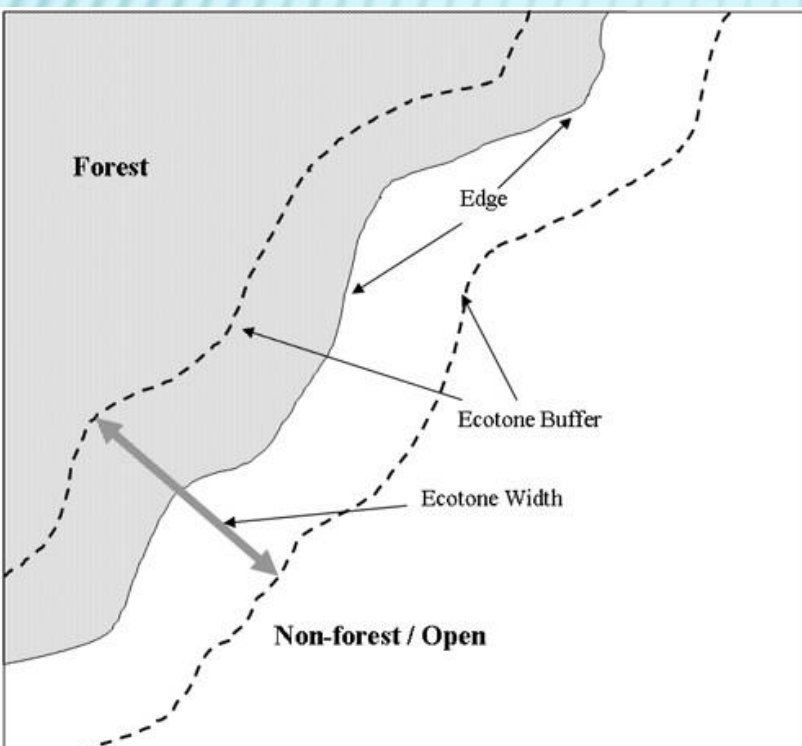 Forest
Edge
Ecotone Buffer
Ecotone Width
Non-forest / Open